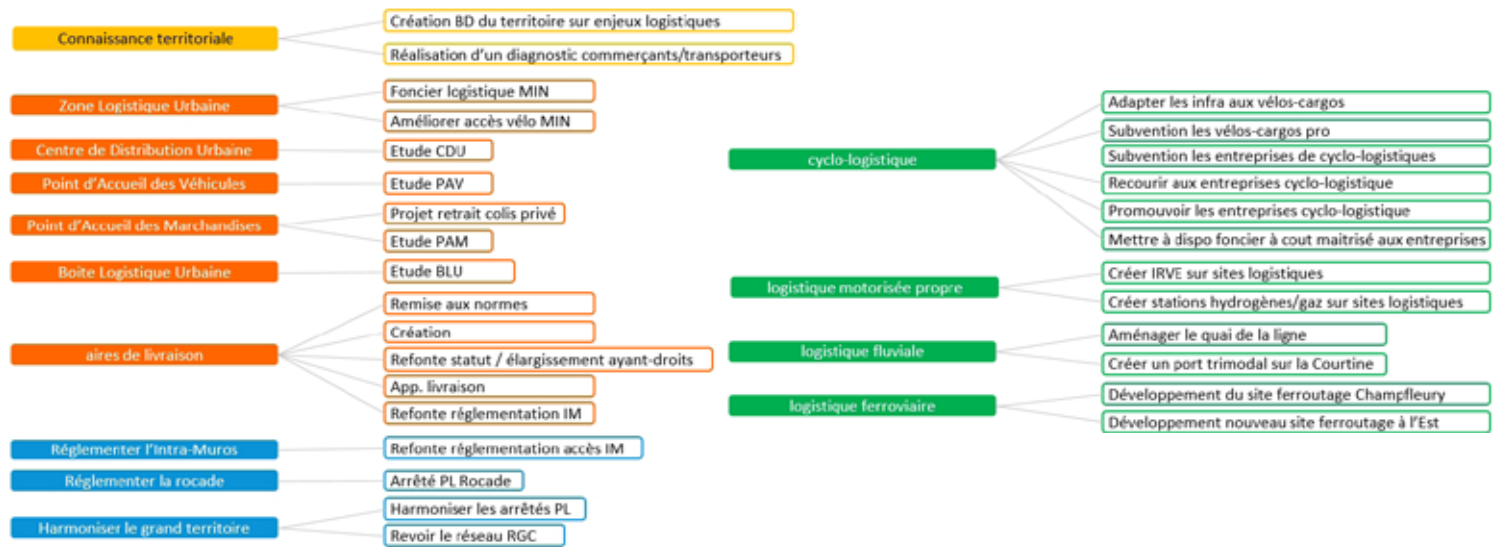 Connaissance territoriale
Création BD du territoire sur enjeux logistiques
Réalisation d'un diagnostic commerçants/transporteurs
Zone Logistique Urbaine
Foncier logistique MIN
Améliorer accès vélo MIN
Centre de Distribution Urbaine
Etude CDU
Point d'Accueil des Véhicules
Etude PAV
Point d'Accueil des Marchandises
Projet retrait colis privé
Etude PAM
Boite Logistique Urbaine
Etude BLU
aires de livraison
Remise aux normes
Création
Refonte statut / élargissement ayant-droits
App. livraison
Refonte réglementation IM
Réglementer l'Intra-Muros
Refonte réglementation accès IM
Réglementer la rocade
Arrêté PL Rocade
Harmoniser le grand territoire
Harmoniser les arrêtés PL
Revoir le réseau RGC
cyclo-logistique
Adapter les infra aux vélos-cargos
Subvention les vélos-cargos pro
Subvention les entreprises de cyclo-logistiques
Recourir aux entreprises cyclo-logistique
Promouvoir les entreprises cyclo-logistique
Mettre à dispo foncier à cout maitrisé aux entreprises
logistique motorisée propre
Créer IRVE sur sites logistiques
Créer stations hydrogènes/gaz sur sites logistiques
logistique fluviale
Aménager le quai de la ligne
Créer un port trimodal sur la Courtine
logistique ferroviaire
Développement du site ferroutage Champfleury
Développement nouveau site ferroutage à l'Est